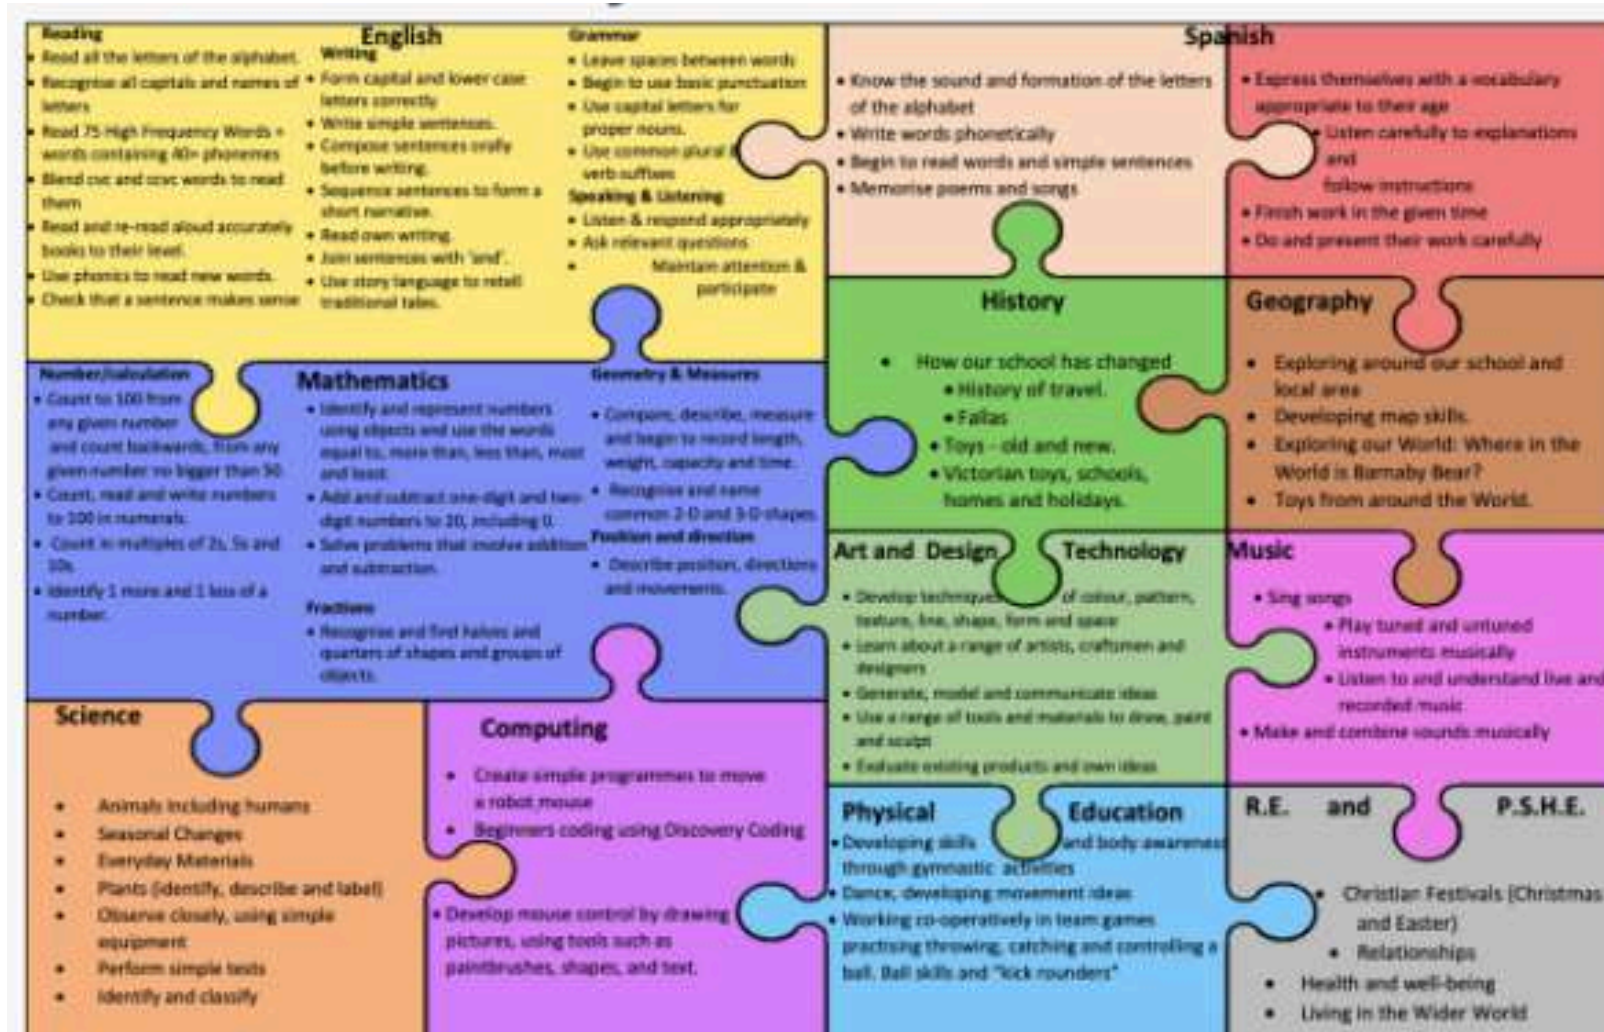 English
Reading
• Read all the letters of the alphabet.
• Recognise all capitals and names of
letters
• Read 75 High Frequency Words +
words containing 40+ phonemes
• Blend cvc and ccvc words to read
them
• Read and re-read aloud accurately
books to their level.
• Use phonics to read new words.
• Check that a sentence makes sense
Writing
• Form capital and lower case
letters correctly
• Write simple sentences.
• Compose sentences orally
before writing.
• Sequence sentences to form a
short narrative.
• Read own writing.
• Join sentences with 'and'.
• Use story language to retell
traditional tales.
Grammar
• Leave spaces between words
• Begin to use basic punctuation
• Use capital letters for
proper nouns.
• Use common plural &
verb suffixes
Speaking & Listening
• Listen & respond appropriately
• Ask relevant questions
• Maintain attention &
participate
Spanish
• Know the sound and formation of the letters
of the alphabet
• Write words phonetically
• Begin to read words and simple sentences
• Memorise poems and songs
• Express themselves with a vocabulary
appropriate to their age
• Listen carefully to explanations
and
follow instructions
• Finish work in the given time
• Do and present their work carefully
Mathematics
Number/calculation
• Count to 100 from
any given number
and count backwards, from any
given number no bigger than 50.
• Count, read and write numbers
to 100 in numerals.
• Count in multiples of 2s, 5s and
10s.
• Identify 1 more and 1 less of a
number.
• Identify and represent numbers
using objects and use the words
equal to, more than, less than, most
and least.
• Add and subtract one-digit and two-
digit numbers to 20, including 0.
• Solve problems that involve addition
and subtraction.
Fractions
• Recognise and find halves and
quarters of shapes and groups of
objects.
Geometry & Measures
• Compare, describe, measure
and begin to record length,
weight, capacity and time.
• Recognise and name
common 2-D and 3-D shapes.
Position and direction
• Describe position, directions
and movements.
History
• How our school has changed
• History of travel.
• Fallas
• Toys - old and new.
• Victorian toys, schools,
homes and holidays.
Geography
• Exploring around our school and
local area
• Developing map skills.
• Exploring our World: Where in the
World is Barnaby Bear?
• Toys from around the World.
Art and Design Technology
• Develop techniques of colour, pattern,
texture, line, shape, form and space
• Learn about a range of artists, craftsmen and
designers
• Generate, model and communicate ideas
• Use a range of tools and materials to draw, paint
and sculpt
• Evaluate existing products and own ideas
Music
• Sing songs
• Play tuned and untuned
instruments musically
• Listen to and understand live and
recorded music
• Make and combine sounds musically
Science
• Animals including humans
• Seasonal Changes
• Everyday Materials
• Plants (identify, describe and label)
• Observe closely, using simple
equipment
• Perform simple tests
• Identify and classify
Computing
• Create simple programmes to move
a robot mouse
• Beginners coding using Discovery Coding
• Develop mouse control by drawing
pictures, using tools such as
paintbrushes, shapes, and text.
Physical Education
• Developing skills and body awareness
through gymnastic activities
• Dance, developing movement ideas
• Working co-operatively in team games
practising throwing, catching and controlling a
ball. Ball skills and "kick rounders"
R.E. and P.S.H.E.
• Christian Festivals (Christmas
and Easter)
• Relationships
• Health and well-being
• Living in the Wider World